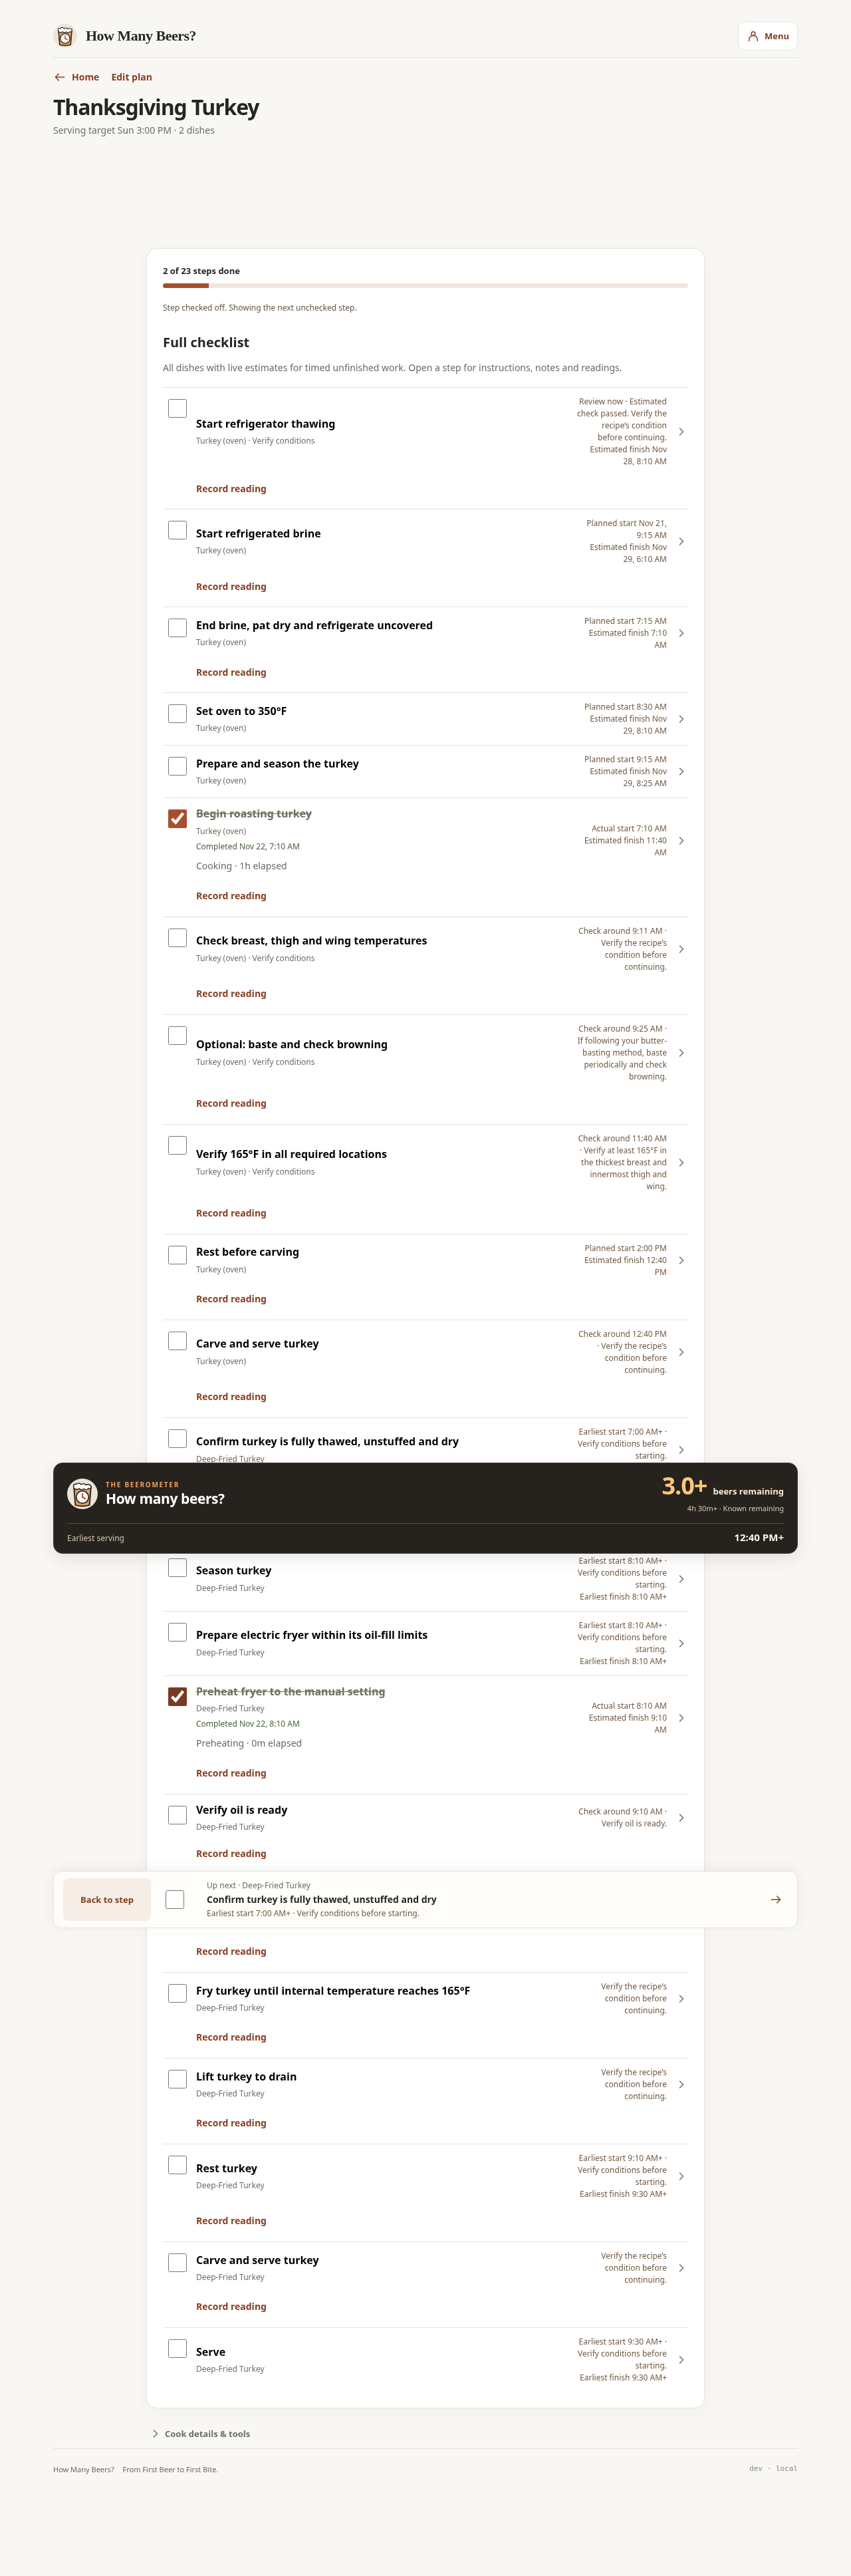 How Many Beers?
Menu
Home Edit plan
Thanksgiving Turkey
Serving target Sun 3:00 PM · 2 dishes
2 of 23 steps done
Step checked off. Showing the next unchecked step.
Full checklist
All dishes with live estimates for timed unfinished work. Open a step for instructions, notes and readings.
Start refrigerator thawing
Turkey (oven) · Verify conditions
Review now · Estimated
check passed. Verify the
recipe’s condition
before continuing.
Estimated finish Nov
28, 8:10 AM
Record reading
Start refrigerated brine
Turkey (oven)
Planned start Nov 21,
9:15 AM
Estimated finish Nov
29, 6:10 AM
Record reading
End brine, pat dry and refrigerate uncovered
Turkey (oven)
Planned start 7:15 AM
Estimated finish 7:10
AM
Record reading
Set oven to 350°F
Turkey (oven)
Planned start 8:30 AM
Estimated finish Nov
29, 8:10 AM
Prepare and season the turkey
Turkey (oven)
Planned start 9:15 AM
Estimated finish Nov
29, 8:25 AM
Begin roasting turkey
Turkey (oven)
Completed Nov 22, 7:10 AM
Cooking · 1h elapsed
Actual start 7:10 AM
Estimated finish 11:40
AM
Record reading
Check breast, thigh and wing temperatures
Turkey (oven) · Verify conditions
Check around 9:11 AM ·
Verify the recipe’s
condition before
continuing.
Record reading
Optional: baste and check browning
Turkey (oven) · Verify conditions
Check around 9:25 AM ·
If following your butter-
basting method, baste
periodically and check
browning.
Record reading
Verify 165°F in all required locations
Turkey (oven) · Verify conditions
Check around 11:40 AM
· Verify at least 165°F in
the thickest breast and
innermost thigh and
wing.
Record reading
Rest before carving
Turkey (oven)
Planned start 2:00 PM
Estimated finish 12:40
PM
Record reading
Carve and serve turkey
Turkey (oven)
Check around 12:40 PM
· Verify the recipe’s
condition before
continuing.
Record reading
Confirm turkey is fully thawed, unstuffed and dry
Deep-Fried Turkey
Earliest start 7:00 AM+ ·
Verify conditions before
starting.
THE BEEROMETER
How many beers?
3.0+ beers remaining
4h 30m+ · Known remaining
Earliest serving
12:40 PM+
Season turkey
Deep-Fried Turkey
Earliest start 8:10 AM+ ·
Verify conditions before
starting.
Earliest finish 8:10 AM+
Prepare electric fryer within its oil-fill limits
Deep-Fried Turkey
Earliest start 8:10 AM+ ·
Verify conditions before
starting.
Earliest finish 8:10 AM+
Preheat fryer to the manual setting
Deep-Fried Turkey
Completed Nov 22, 8:10 AM
Preheating · 0m elapsed
Actual start 8:10 AM
Estimated finish 9:10
AM
Record reading
Verify oil is ready
Deep-Fried Turkey
Check around 9:10 AM ·
Verify oil is ready.
Record reading
Back to step
Up next · Deep-Fried Turkey
Confirm turkey is fully thawed, unstuffed and dry
Earliest start 7:00 AM+ · Verify conditions before starting.
Record reading
Fry turkey until internal temperature reaches 165°F
Deep-Fried Turkey
Verify the recipe’s
condition before
continuing.
Record reading
Lift turkey to drain
Deep-Fried Turkey
Verify the recipe’s
condition before
continuing.
Record reading
Rest turkey
Deep-Fried Turkey
Earliest start 9:10 AM+ ·
Verify conditions before
starting.
Earliest finish 9:30 AM+
Record reading
Carve and serve turkey
Deep-Fried Turkey
Verify the recipe’s
condition before
continuing.
Record reading
Serve
Deep-Fried Turkey
Earliest start 9:30 AM+ ·
Verify conditions before
starting.
Earliest finish 9:30 AM+
Cook details & tools
How Many Beers? From First Beer to First Bite.
dev · local